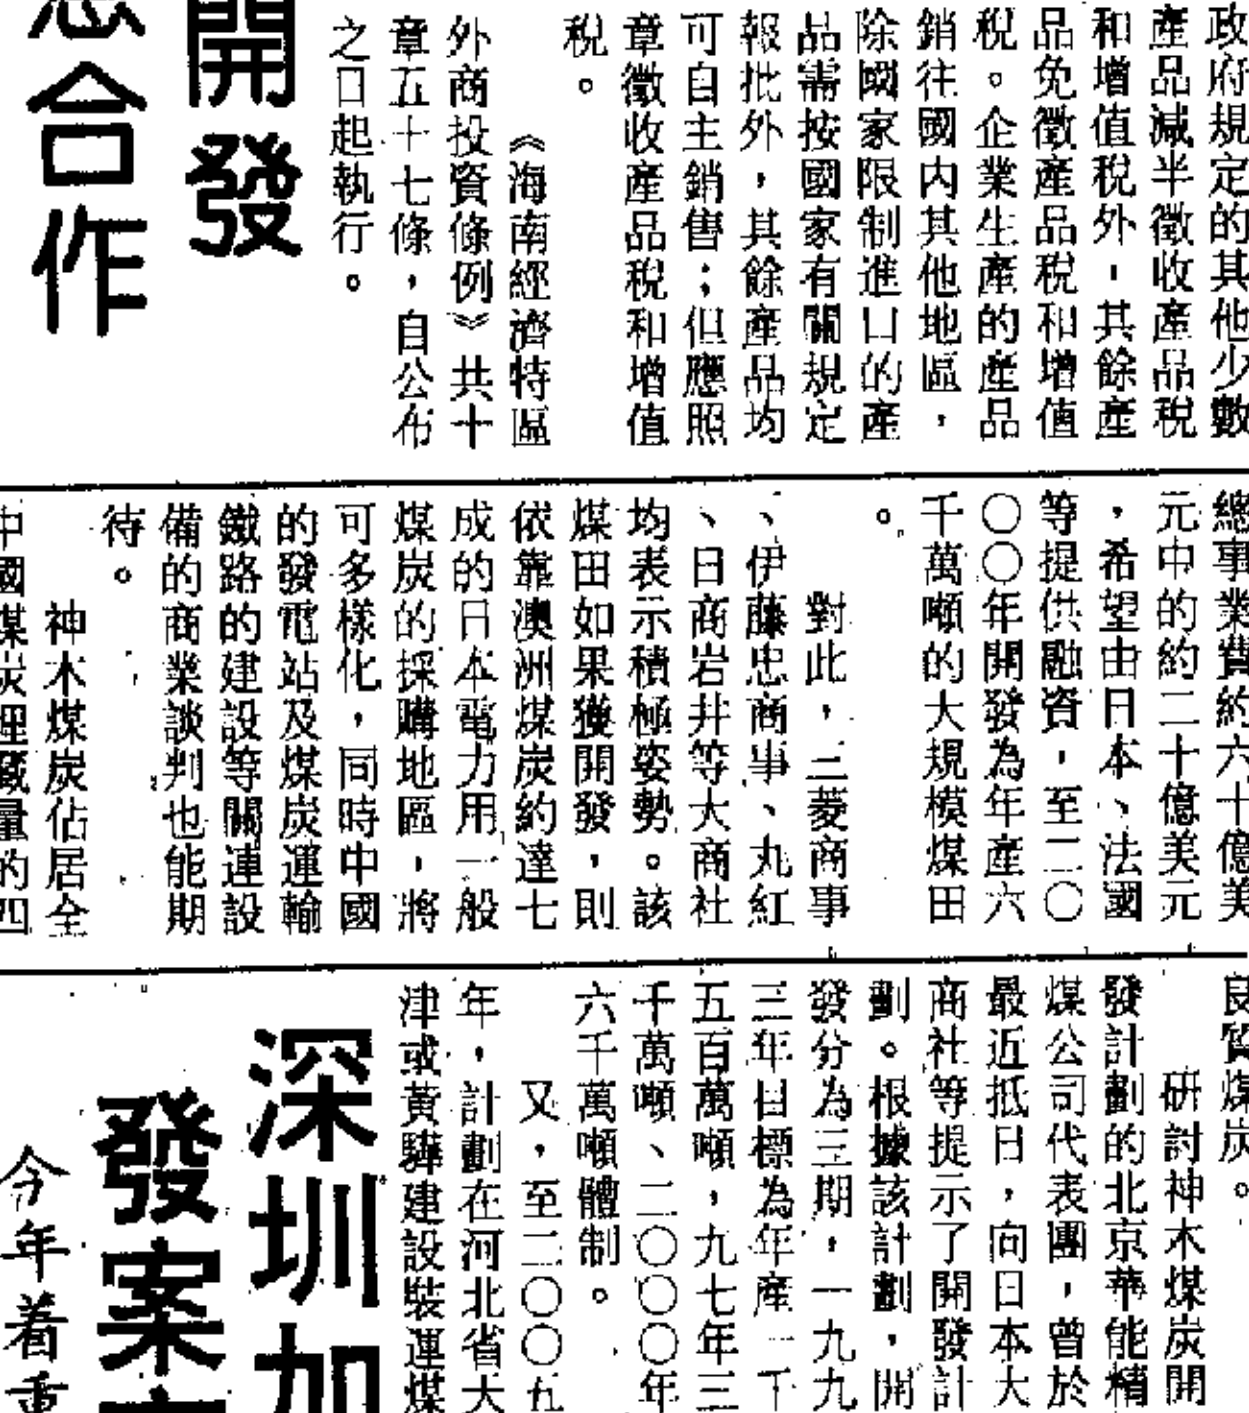 政府規定的其他少數
產品減半徵收產品稅
和增值稅外，其餘產
品免徵產品稅和增值
稅。企業生產的產品
銷往國內其他地區，
除國家限制進口的產
品需按國家有關規定
報批外，其餘產品均
可自主銷售；但應照
章徵收產品稅和增值
稅。
《海南經濟特區
外商投資條例》共十
章五十七條，自公布
之日起執行。
開發
合作
總事業費約六十億美
元中的約二十億美元
，希望由日本、法國
等提供融資，至二〇
〇〇年開發為年產六
千萬噸的大規模煤田
。
對此，三菱商事
、伊藤忠商事、丸紅
、日商岩井等大商社
均表示積極姿勢。該
煤田如果獲開發，則
依靠澳洲煤炭約達七
成的日本電力用一般
煤炭的採購地區，將
可多樣化，同時中國
的發電站及煤炭運輸
鐵路的建設等關連設
備的商業談判也能期
待。
神木煤炭佔居全
中國煤炭埋藏量的四
良質煤炭。
研討神木煤炭開
發計劃的北京華能精
煤公司代表團，曾於
最近抵日，向日本大
商社等提示了開發計
劃。根據該計劃，開
發分為三期，一九九
三年目標為年產一千
五百萬噸，九七年三
千萬噸、二〇〇〇年
六千萬噸體制。
又，至二〇〇五
年，計劃在河北省大
津或黃驊建設裝運煤
深圳加
發案
今年着重